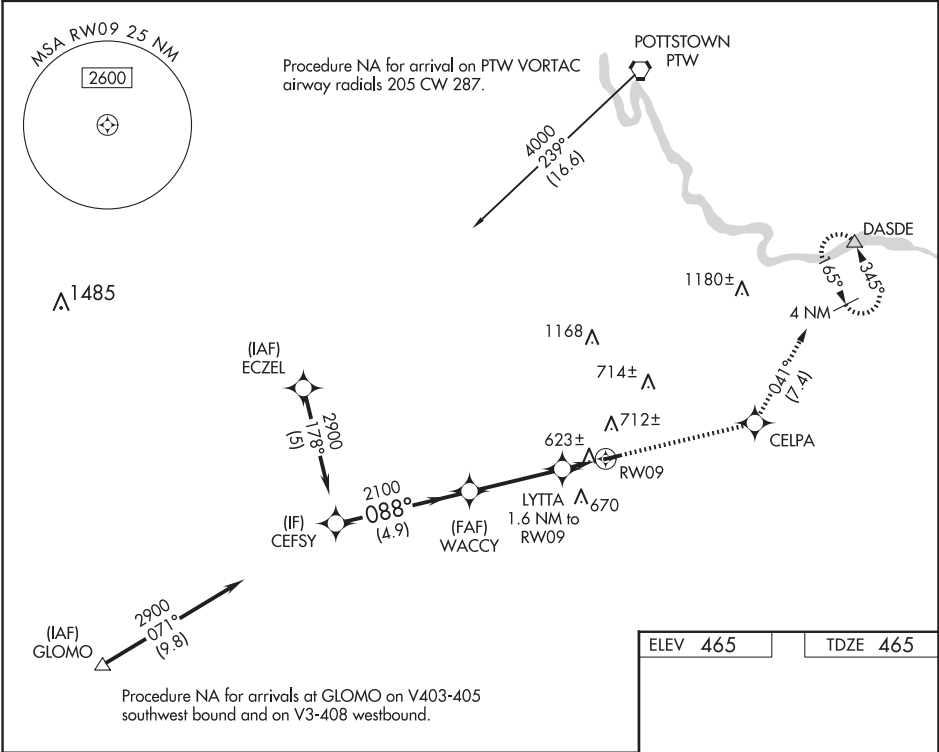 MSA RW09 25 NM
2600
Procedure NA for arrival on PTW VORTAC
airway radials 205 CW 287.
POTTSTOWN
PTW
4000
239°
(16.6)
DASDE
165°
345°
4 NM
1180±
1485
1168
714±
(IAF)
ECZEL
2900
178°
(5)
712±
041°
(7.4)
CELPA
623±
RW09
2100
088°
(4.9)
LYTTA
1.6 NM to
RW09
670
(IF)
CEFSY
(FAF)
WACCY
2900
071°
(9.8)
(IAF)
GLOMO
ELEV 465
TDZE 465
Procedure NA for arrivals at GLOMO on V403-405
southwest bound and on V3-408 westbound.